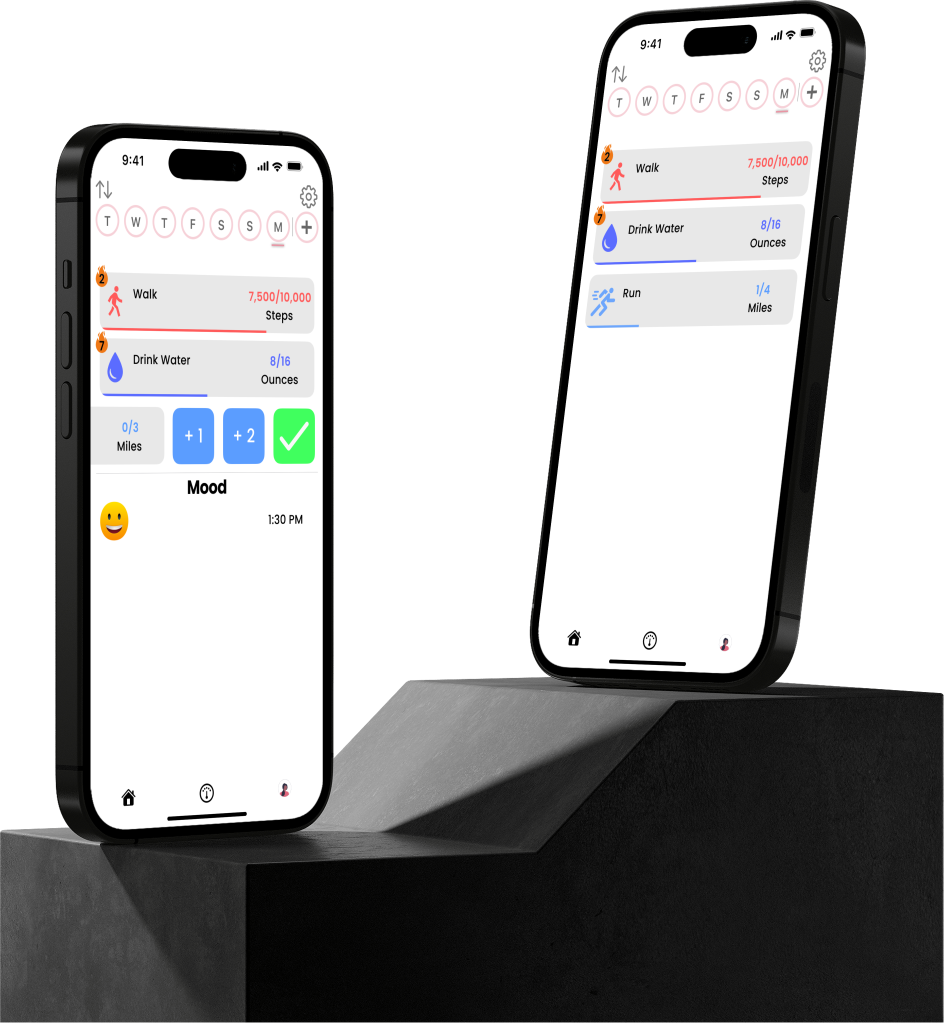 9:41
T W T F S S M +
2
Walk
7,500/10,000
Steps
7
Drink Water
8/16
Ounces
0/3
Miles
+ 1
+ 2
Mood
1:30 PM
9:41
T W T F S S M +
2
Walk
7,500/10,000
Steps
7
Drink Water
8/16
Ounces
Run
1/4
Miles